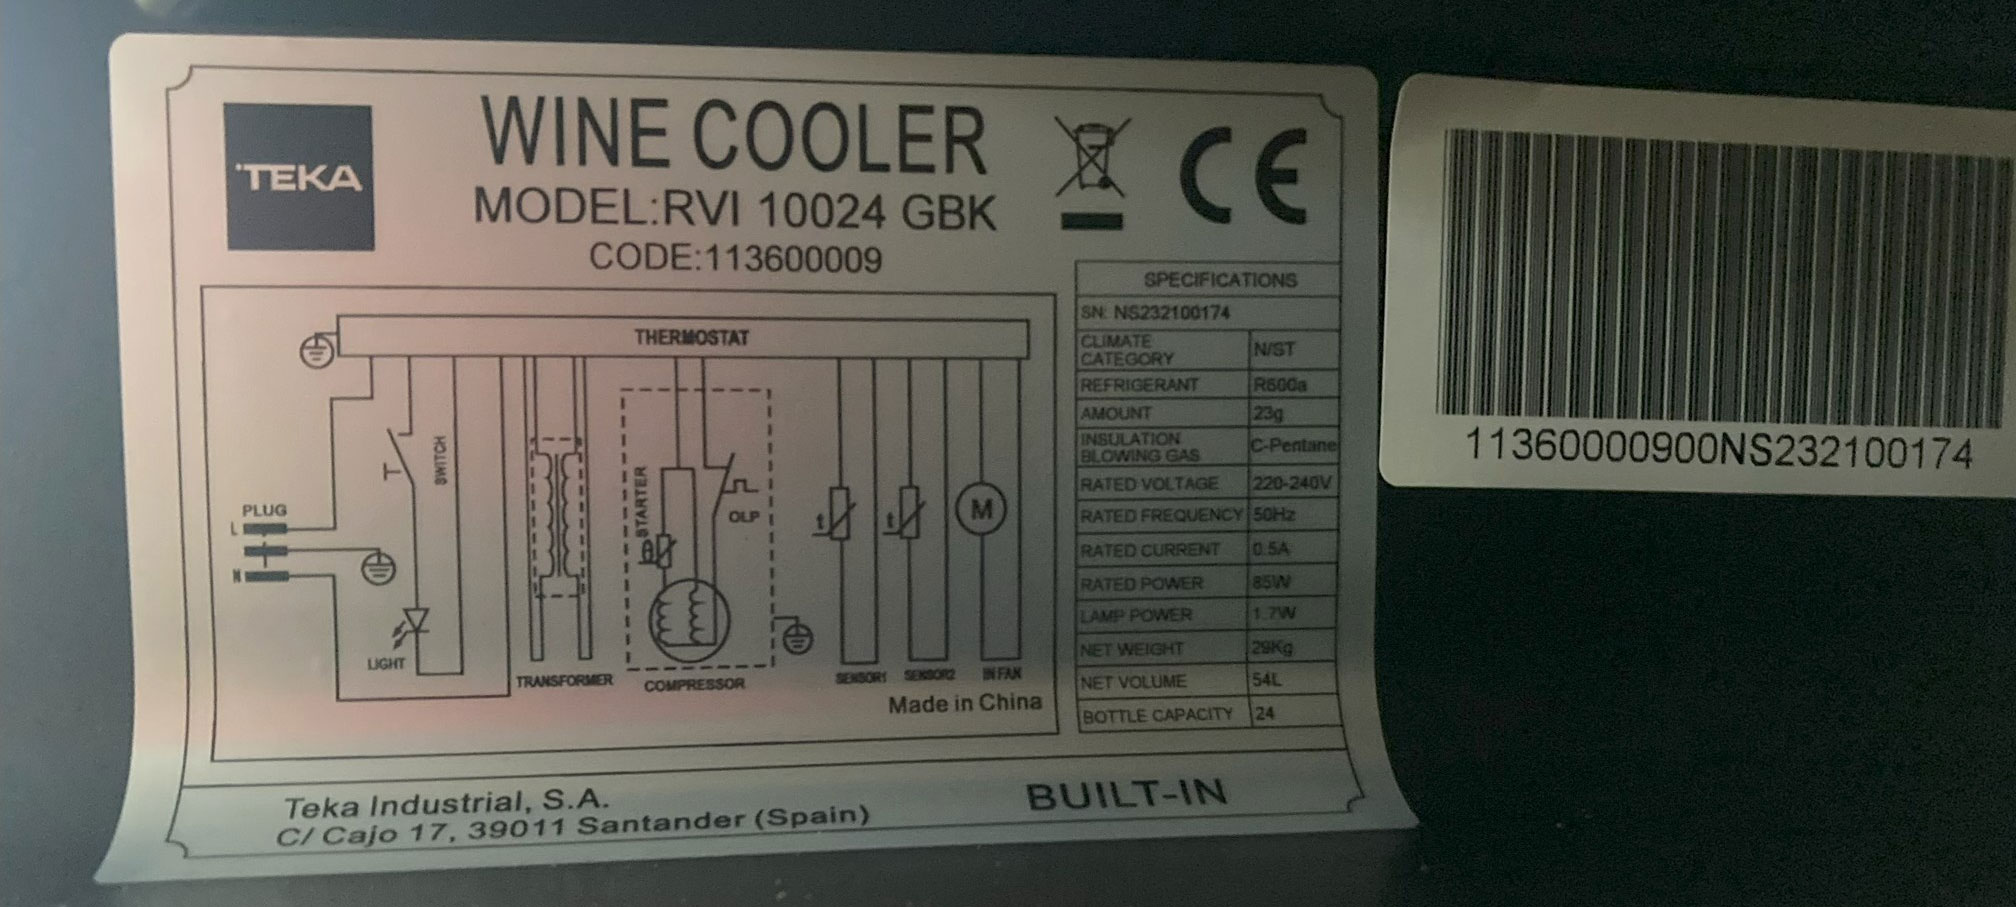 TEKA
WINE COOLER
MODEL:RVI 10024 GBK
CODE:113600009
CE
THERMOSTAT
PLUG
L
N
SWITCH
LIGHT
TRANSFORMER
STARTER
OLP
COMPRESSOR
t
SENSOR1
t
SENSOR2
M
IN FAN
Made in China
SPECIFICATIONS
SN: NS232100174
CLIMATE CATEGORY N/ST
REFRIGERANT R600a
AMOUNT 23g
INSULATION BLOWING GAS C-Pentane
RATED VOLTAGE 220-240V
RATED FREQUENCY 50Hz
RATED CURRENT 0.5A
RATED POWER 85W
LAMP POWER 1.7W
NET WEIGHT 29Kg
NET VOLUME 54L
BOTTLE CAPACITY 24
Teka Industrial, S.A.
C/ Cajo 17, 39011 Santander (Spain)
BUILT-IN
11360000900NS232100174